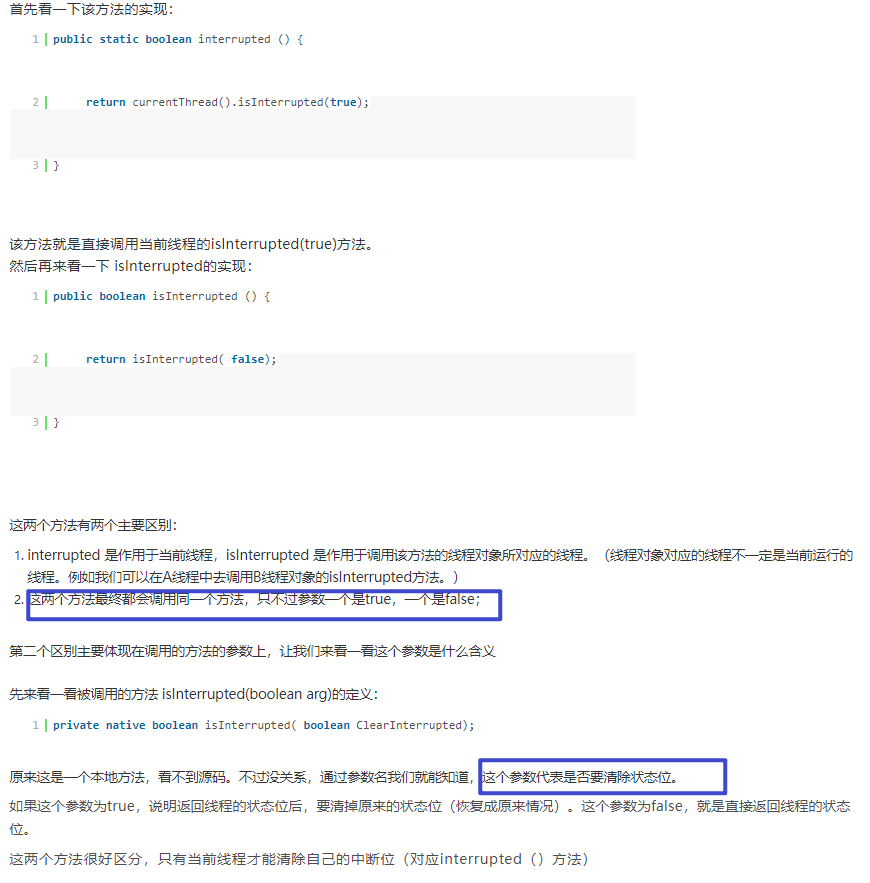 首先看一下该方法的实现：
1 public static boolean interrupted () {
2 return currentThread().isInterrupted(true);
3 }
该方法就是直接调用当前线程的isInterrupted(true)方法。
然后再来看一下 isInterrupted的实现：
1 public boolean isInterrupted () {
2 return isInterrupted( false);
3 }
这两个方法有两个主要区别：
1. interrupted 是作用于当前线程，isInterrupted 是作用于调用该方法的线程对象所对应的线程。（线程对象对应的线程不一定是当前运行的
线程。例如我们可以在A线程中去调用B线程对象的isInterrupted方法。）
2. 这两个方法最终都会调用同一个方法，只不过参数一个是true，一个是false；
第二个区别主要体现在调用的方法的参数上，让我们来看一看这个参数是什么含义
先来看一看被调用的方法 isInterrupted(boolean arg)的定义：
1 private native boolean isInterrupted( boolean ClearInterrupted);
原来这是一个本地方法，看不到源码。不过没关系，通过参数名我们就能知道，这个参数代表是否要清除状态位。
如果这个参数为true，说明返回线程的状态位后，要清掉原来的状态位（恢复成原来情况）。这个参数为false，就是直接返回线程的状态
位。
这两个方法很好区分，只有当前线程才能清除自己的中断位（对应interrupted（）方法）